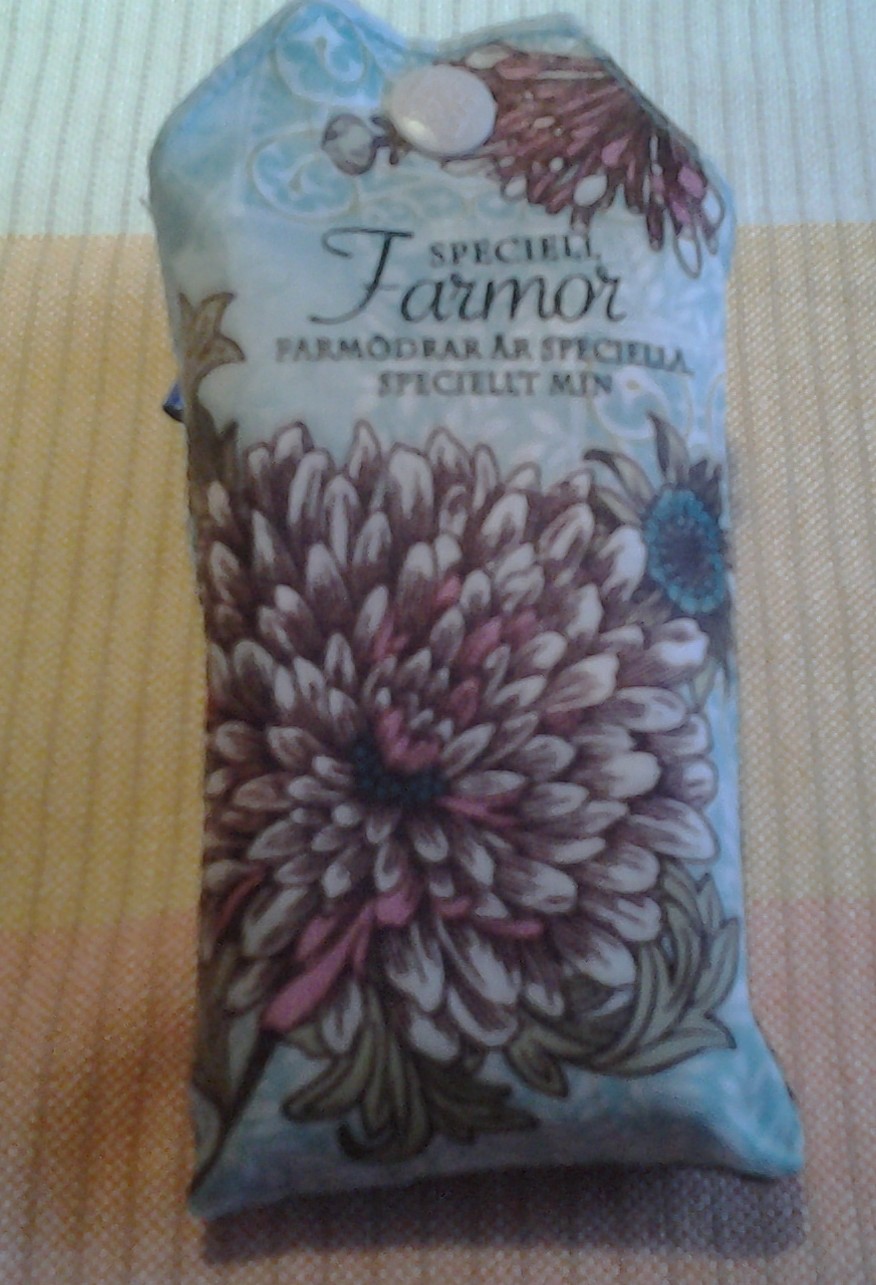 SPECIELL
Farmor
FARMÖDRAR ÄR SPECIELLA
SPECIELLT MIN